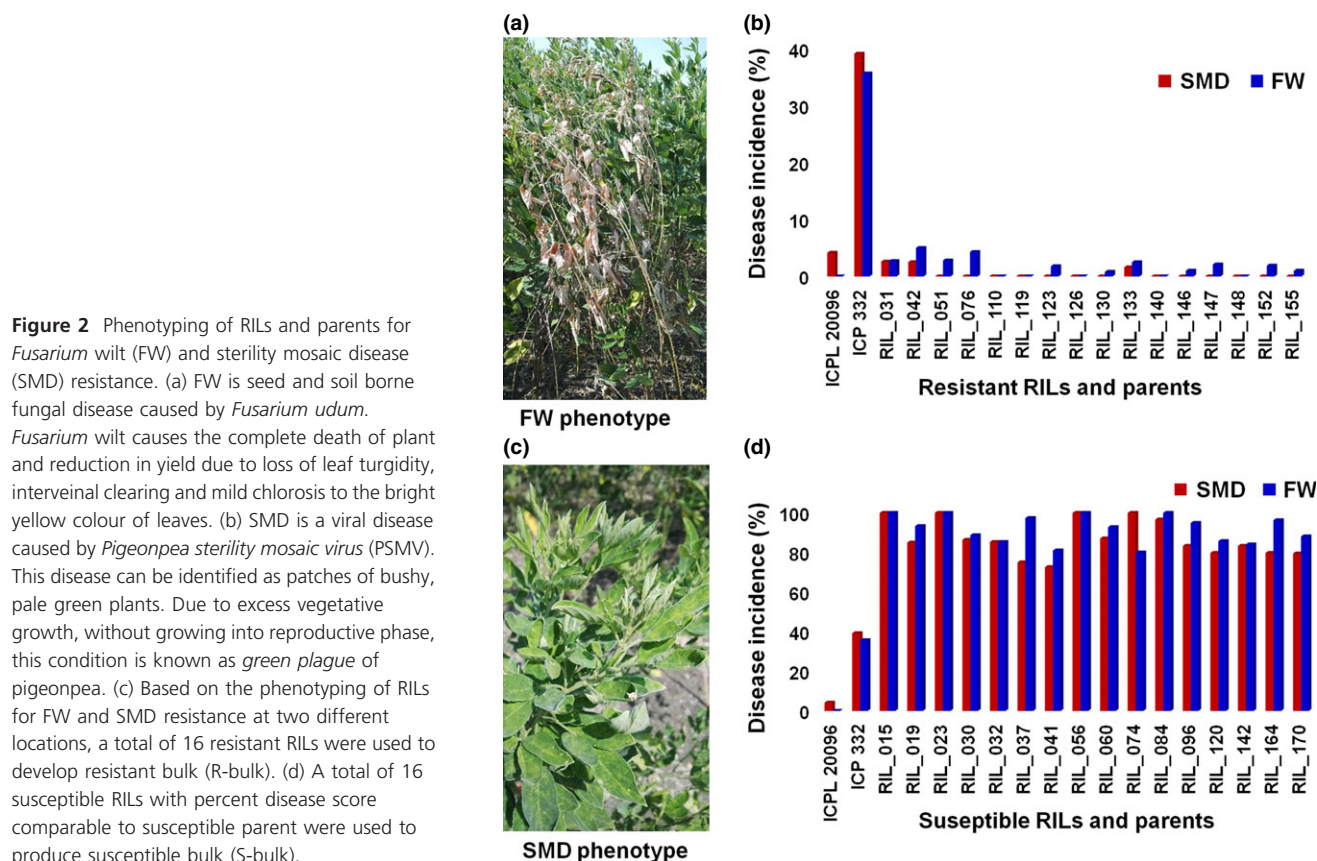 Figure 2 Phenotyping of RILs and parents for
Fusarium wilt (FW) and sterility mosaic disease
(SMD) resistance. (a) FW is seed and soil borne
fungal disease caused by Fusarium udum.
Fusarium wilt causes the complete death of plant
and reduction in yield due to loss of leaf turgidity,
interveinal clearing and mild chlorosis to the bright
yellow colour of leaves. (b) SMD is a viral disease
caused by Pigeonpea sterility mosaic virus (PSMV).
This disease can be identified as patches of bushy,
pale green plants. Due to excess vegetative
growth, without growing into reproductive phase,
this condition is known as green plague of
pigeonpea. (c) Based on the phenotyping of RILs
for FW and SMD resistance at two different
locations, a total of 16 resistant RILs were used to
develop resistant bulk (R-bulk). (d) A total of 16
susceptible RILs with percent disease score
comparable to susceptible parent were used to
produce susceptible bulk (S-bulk).
(a)
FW phenotype
(b)
Disease incidence (%)
40
30
20
10
0
SMD FW
ICPL 20096
ICP 332
RIL_031
RIL_042
RIL_051
RIL_076
RIL_110
RIL_119
RIL_123
RIL_126
RIL_130
RIL_133
RIL_140
RIL_146
RIL_147
RIL_148
RIL_152
RIL_155
Resistant RILs and parents
(c)
SMD phenotype
(d)
Disease incidence (%)
100
80
60
40
20
0
SMD FW
ICPL 20096
ICP 332
RIL_015
RIL_019
RIL_023
RIL_030
RIL_032
RIL_037
RIL_041
RIL_056
RIL_060
RIL_074
RIL_084
RIL_096
RIL_120
RIL_142
RIL_164
RIL_170
Suseptible RILs and parents